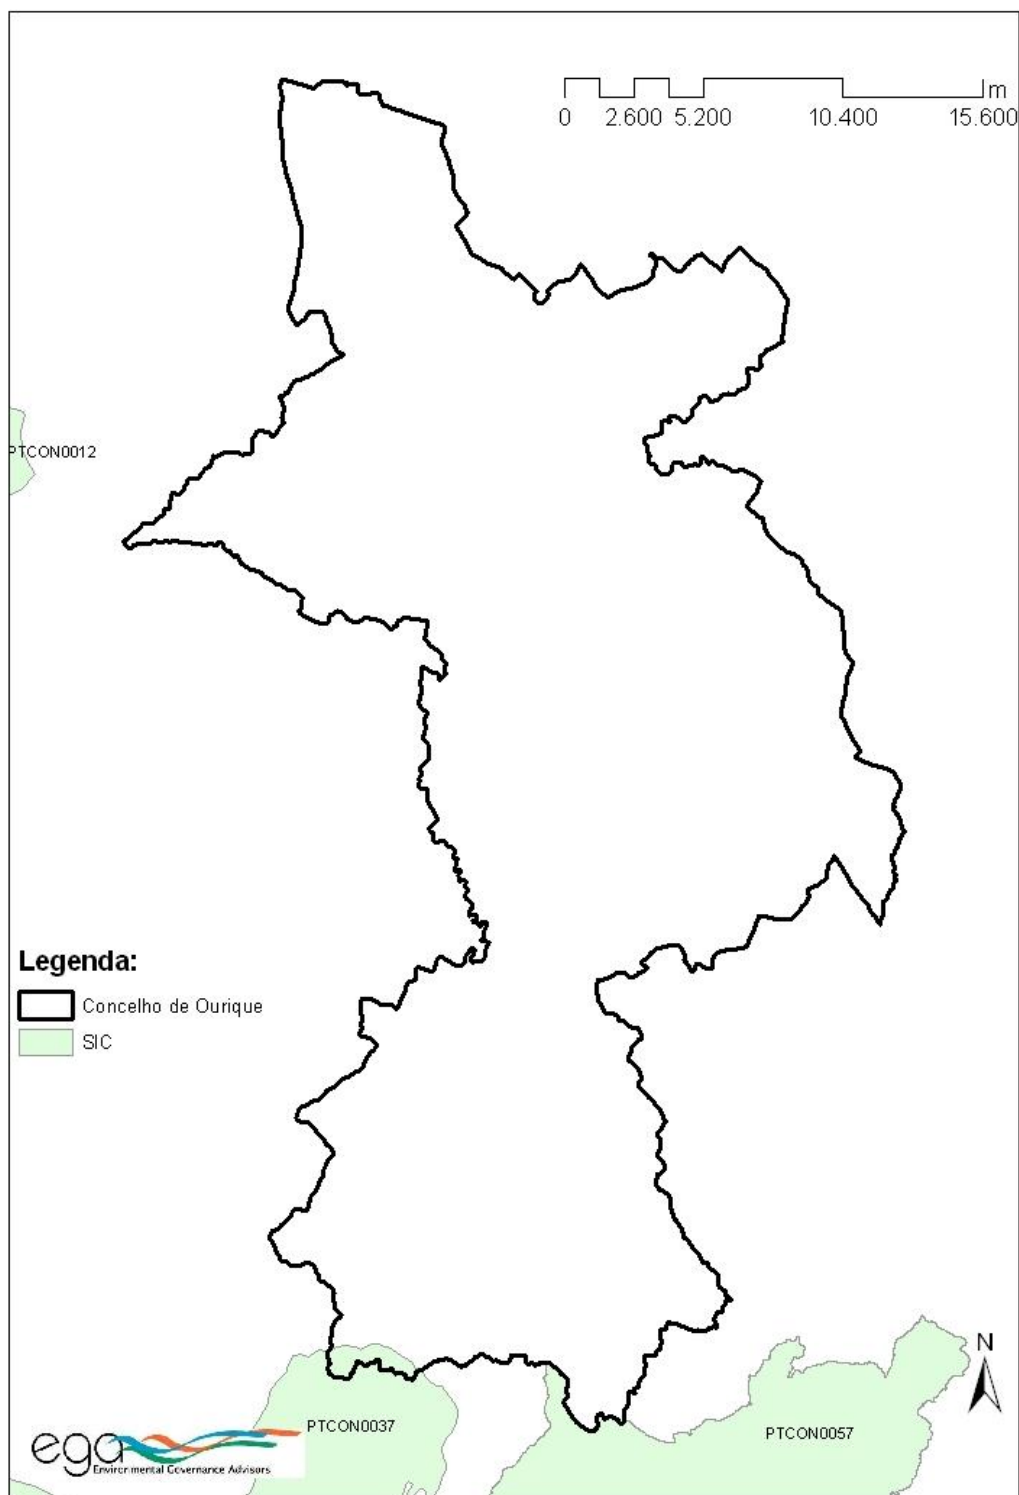 m
0 2.600 5.200 10.400 15.600
PTCON0012
Legenda:
Concelho de Ourique
SIC
N
PTCON0037
PTCON0057
ega
Environmental Governance Advisors